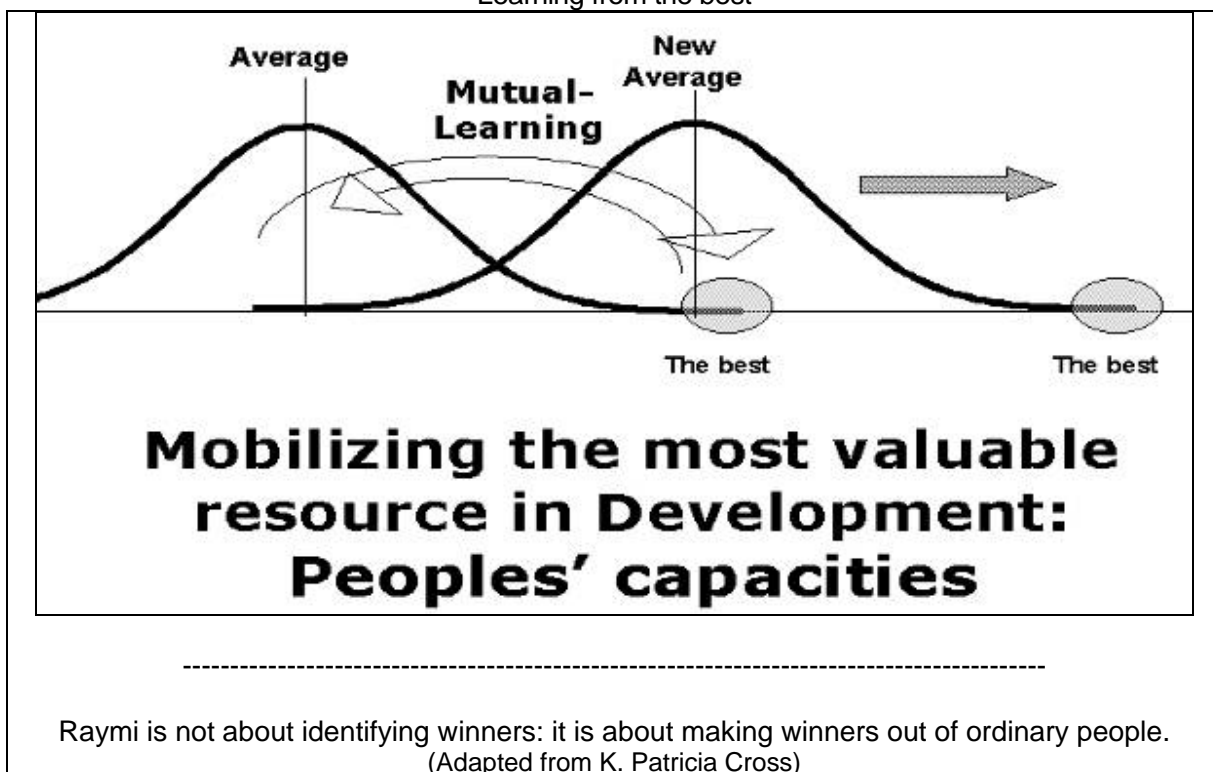 Learning from the best
Average
New
Average
Mutual-
Learning
The best
The best
Mobilizing the most valuable
resource in Development:
Peoples’ capacities
--------------------------------------------------------------------------------------------
Raymi is not about identifying winners: it is about making winners out of ordinary people.
(Adapted from K. Patricia Cross)